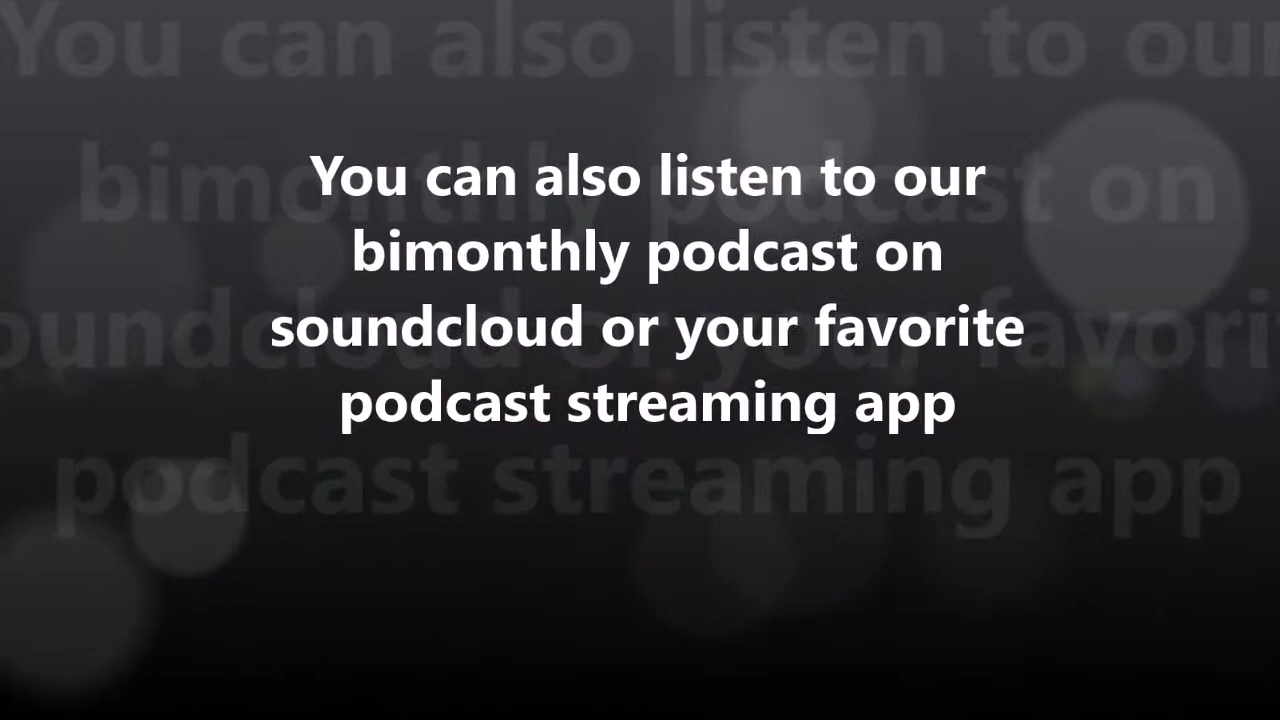 You can also listen to our
bimonthly podcast on
soundcloud or your favorite
podcast streaming app